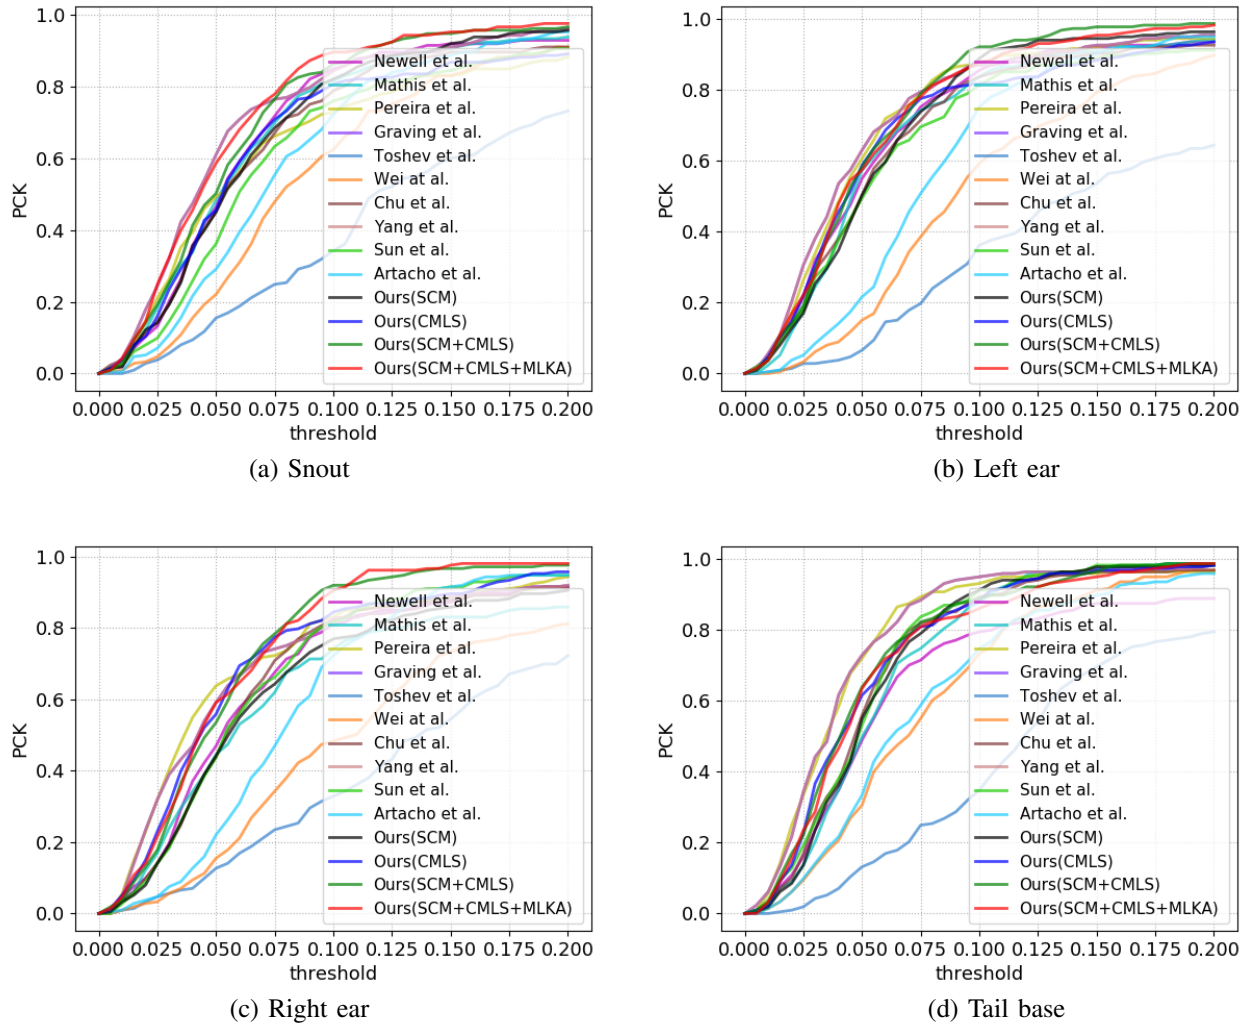 1.0
0.8
0.6
0.4
0.2
0.0
PCK
Newell et al.
Mathis et al.
Pereira et al.
Graving et al.
Toshev et al.
Wei at al.
Chu et al.
Yang et al.
Sun et al.
Artacho et al.
Ours(SCM)
Ours(CMLS)
Ours(SCM+CMLS)
Ours(SCM+CMLS+MLKA)
0.000 0.025 0.050 0.075 0.100 0.125 0.150 0.175 0.200
threshold
(a) Snout
1.0
0.8
0.6
0.4
0.2
0.0
PCK
Newell et al.
Mathis et al.
Pereira et al.
Graving et al.
Toshev et al.
Wei at al.
Chu et al.
Yang et al.
Sun et al.
Artacho et al.
Ours(SCM)
Ours(CMLS)
Ours(SCM+CMLS)
Ours(SCM+CMLS+MLKA)
0.000 0.025 0.050 0.075 0.100 0.125 0.150 0.175 0.200
threshold
(b) Left ear
1.0
0.8
0.6
0.4
0.2
0.0
PCK
Newell et al.
Mathis et al.
Pereira et al.
Graving et al.
Toshev et al.
Wei at al.
Chu et al.
Yang et al.
Sun et al.
Artacho et al.
Ours(SCM)
Ours(CMLS)
Ours(SCM+CMLS)
Ours(SCM+CMLS+MLKA)
0.000 0.025 0.050 0.075 0.100 0.125 0.150 0.175 0.200
threshold
(c) Right ear
1.0
0.8
0.6
0.4
0.2
0.0
PCK
Newell et al.
Mathis et al.
Pereira et al.
Graving et al.
Toshev et al.
Wei at al.
Chu et al.
Yang et al.
Sun et al.
Artacho et al.
Ours(SCM)
Ours(CMLS)
Ours(SCM+CMLS)
Ours(SCM+CMLS+MLKA)
0.000 0.025 0.050 0.075 0.100 0.125 0.150 0.175 0.200
threshold
(d) Tail base